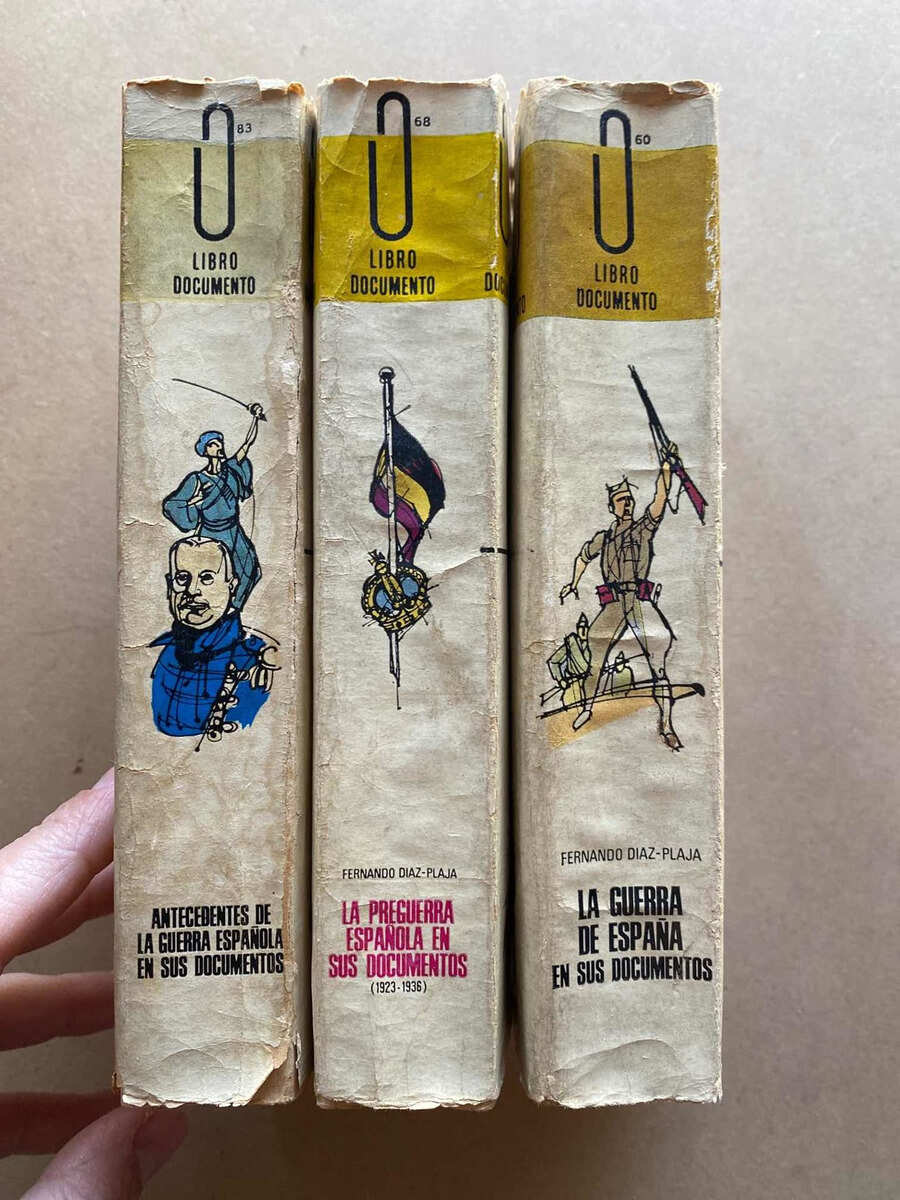 83
LIBRO
DOCUMENTO
ANTECEDENTES DE
LA GUERRA ESPAÑOLA
EN SUS DOCUMENTOS
68
LIBRO
DOCUMENTO
FERNANDO DIAZ-PLAJA
LA PREGUERRA
ESPAÑOLA EN
SUS DOCUMENTOS
(1923-1936)
60
LIBRO
DOCUMENTO
FERNANDO DIAZ-PLAJA
LA GUERRA
DE ESPAÑA
EN SUS DOCUMENTOS